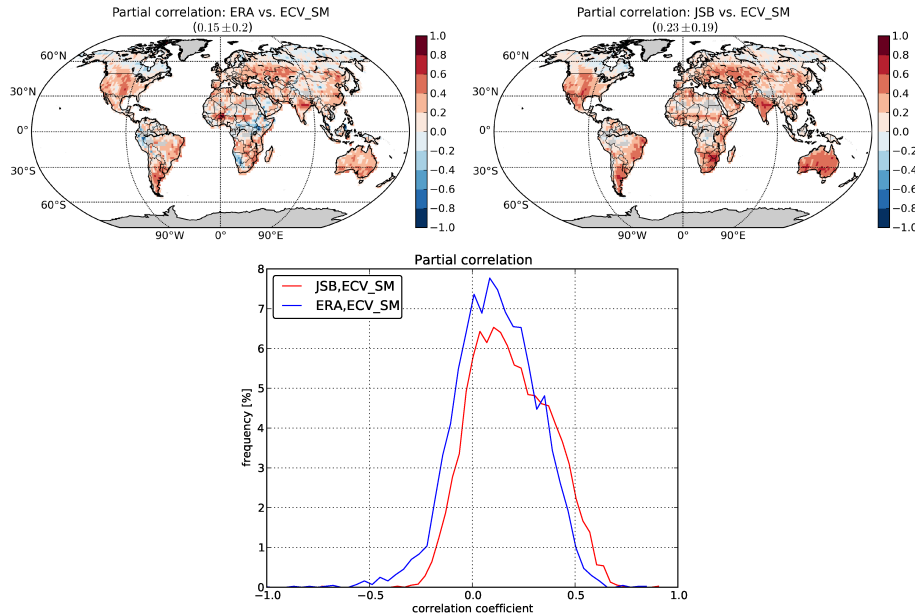 Partial correlation: ERA vs. ECV_SM
(0.15 ± 0.2)
60°N
30°N
0°
30°S
60°S
90°W
0°
90°E
1.0
0.8
0.6
0.4
0.2
0.0
−0.2
−0.4
−0.6
−0.8
−1.0
Partial correlation: JSB vs. ECV_SM
(0.23 ± 0.19)
60°N
30°N
0°
30°S
60°S
90°W
0°
90°E
1.0
0.8
0.6
0.4
0.2
0.0
−0.2
−0.4
−0.6
−0.8
−1.0
Partial correlation
JSB,ECV_SM
ERA,ECV_SM
frequency [%]
8
7
6
5
4
3
2
1
0
−1.0
−0.5
0.0
0.5
1.0
correlation coefficient